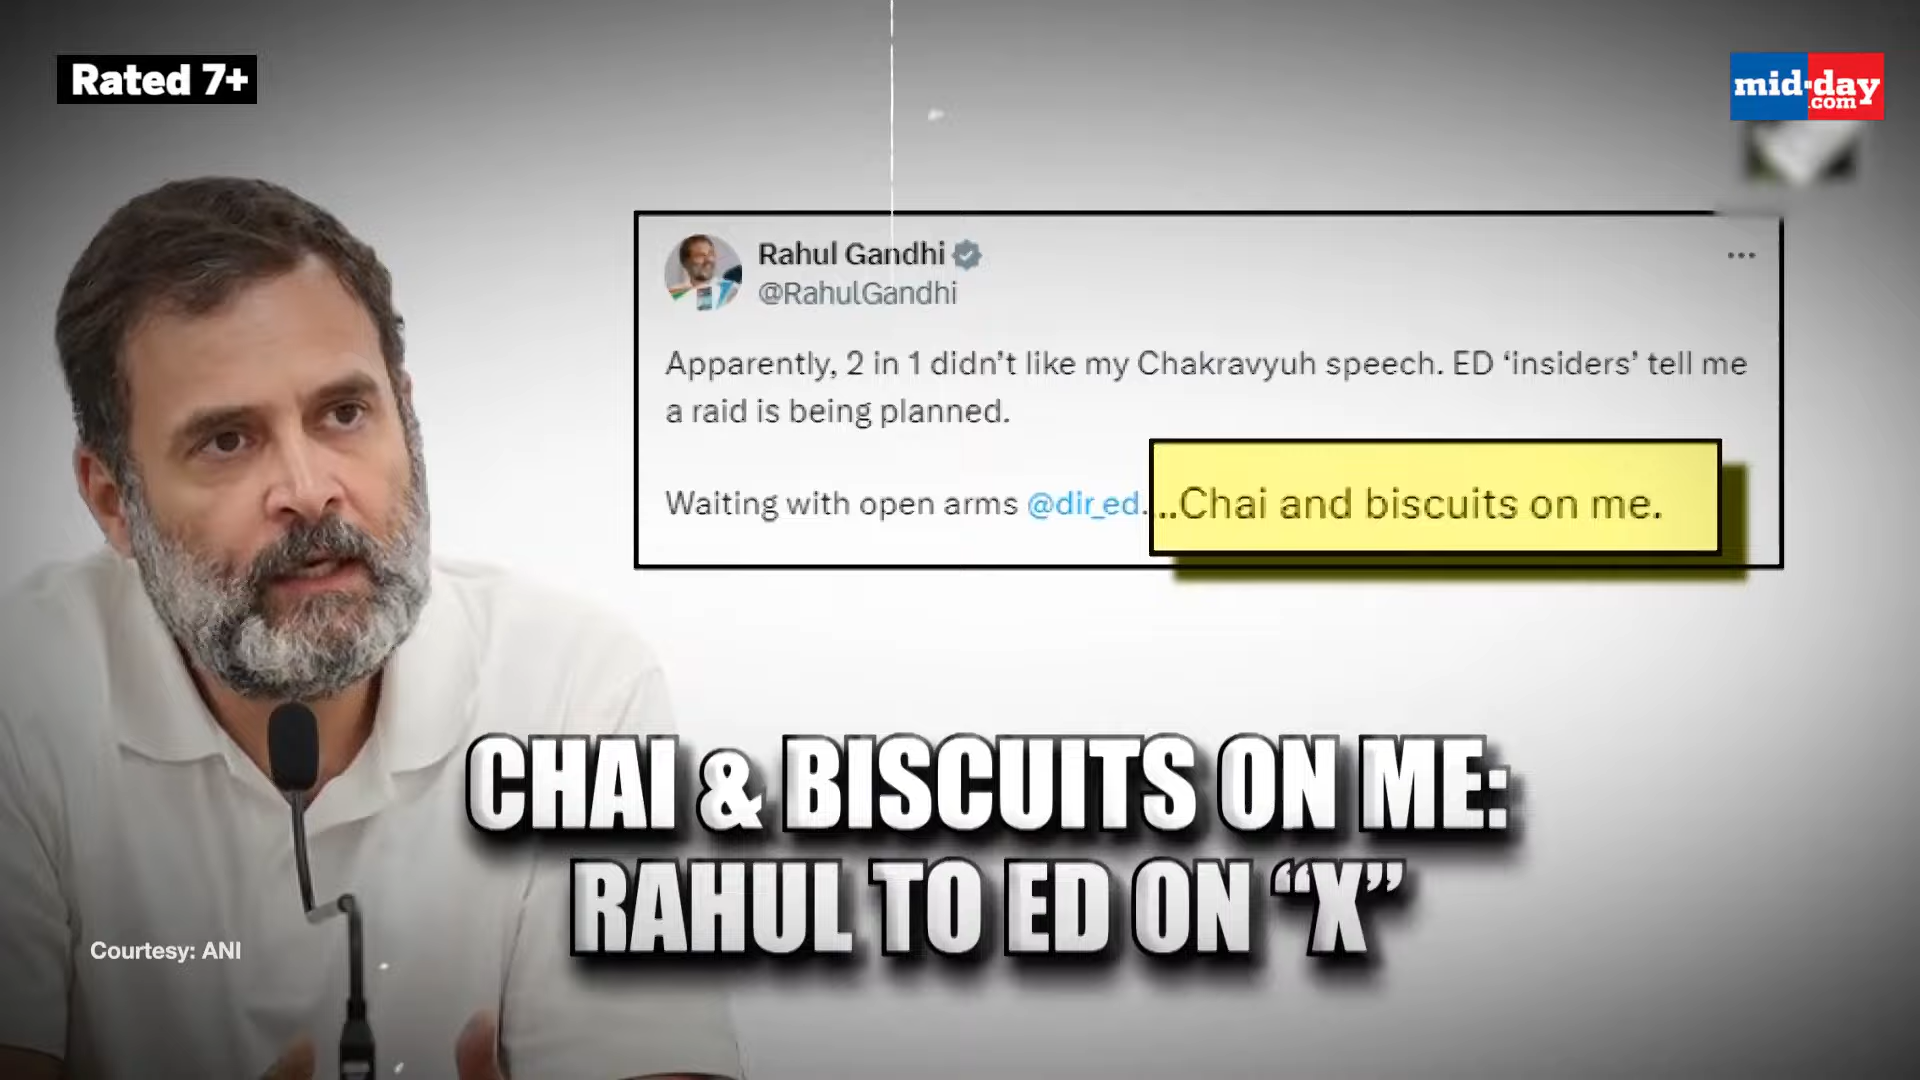 Rated 7+
mid-day
.com
Rahul Gandhi
@RahulGandhi
Apparently, 2 in 1 didn’t like my Chakravyuh speech. ED ‘insiders’ tell me
a raid is being planned.
Waiting with open arms @dir_ed.…..Chai and biscuits on me.
CHAI & BISCUITS ON ME:
RAHUL TO ED ON “X”
Courtesy: ANI